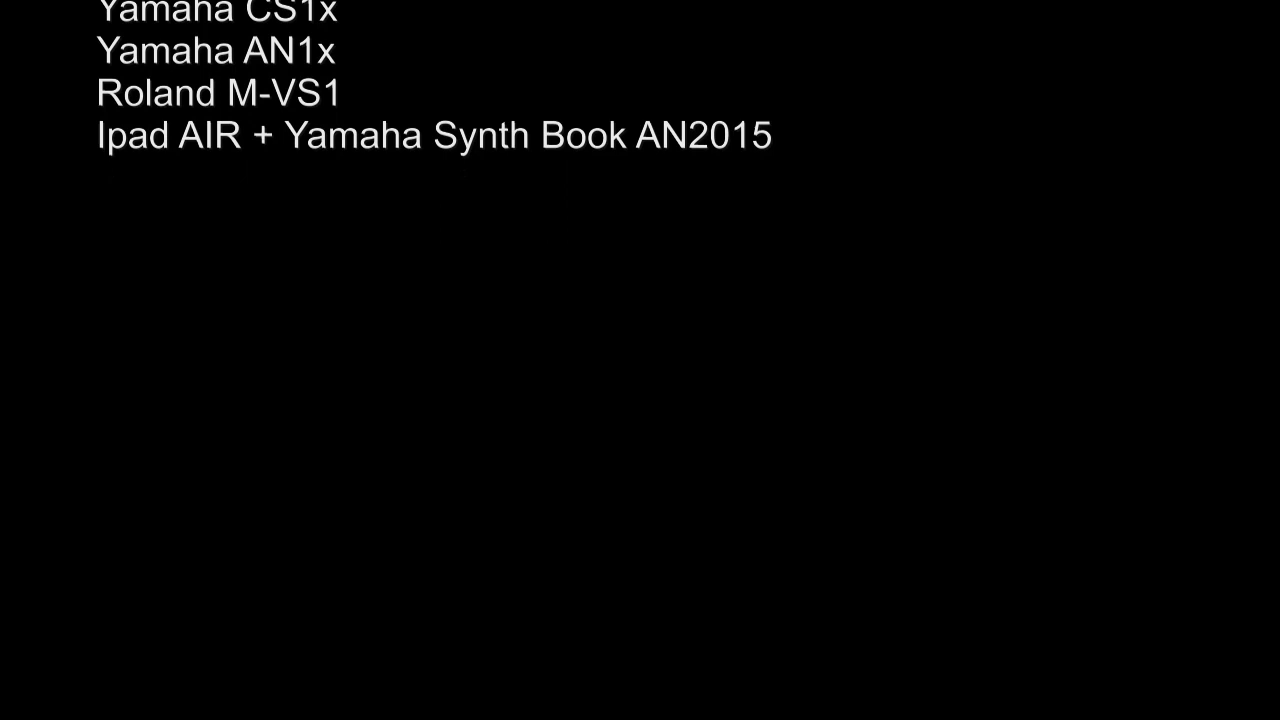 Yamaha CS1x
Yamaha AN1x
Roland M-VS1
Ipad AIR + Yamaha Synth Book AN2015